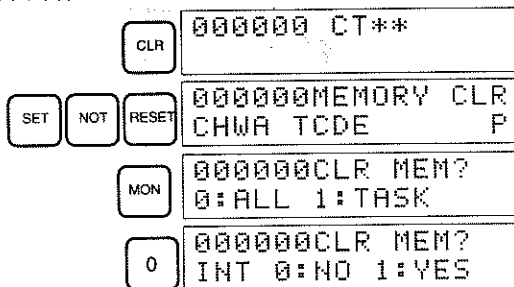 CLR
000000 CT**
SET NOT RESET
000000MEMORY CLR
CHWA TCDE P
MON
000000CLR MEM?
0:ALL 1:TASK
0
000000CLR MEM?
INT 0:NO 1:YES